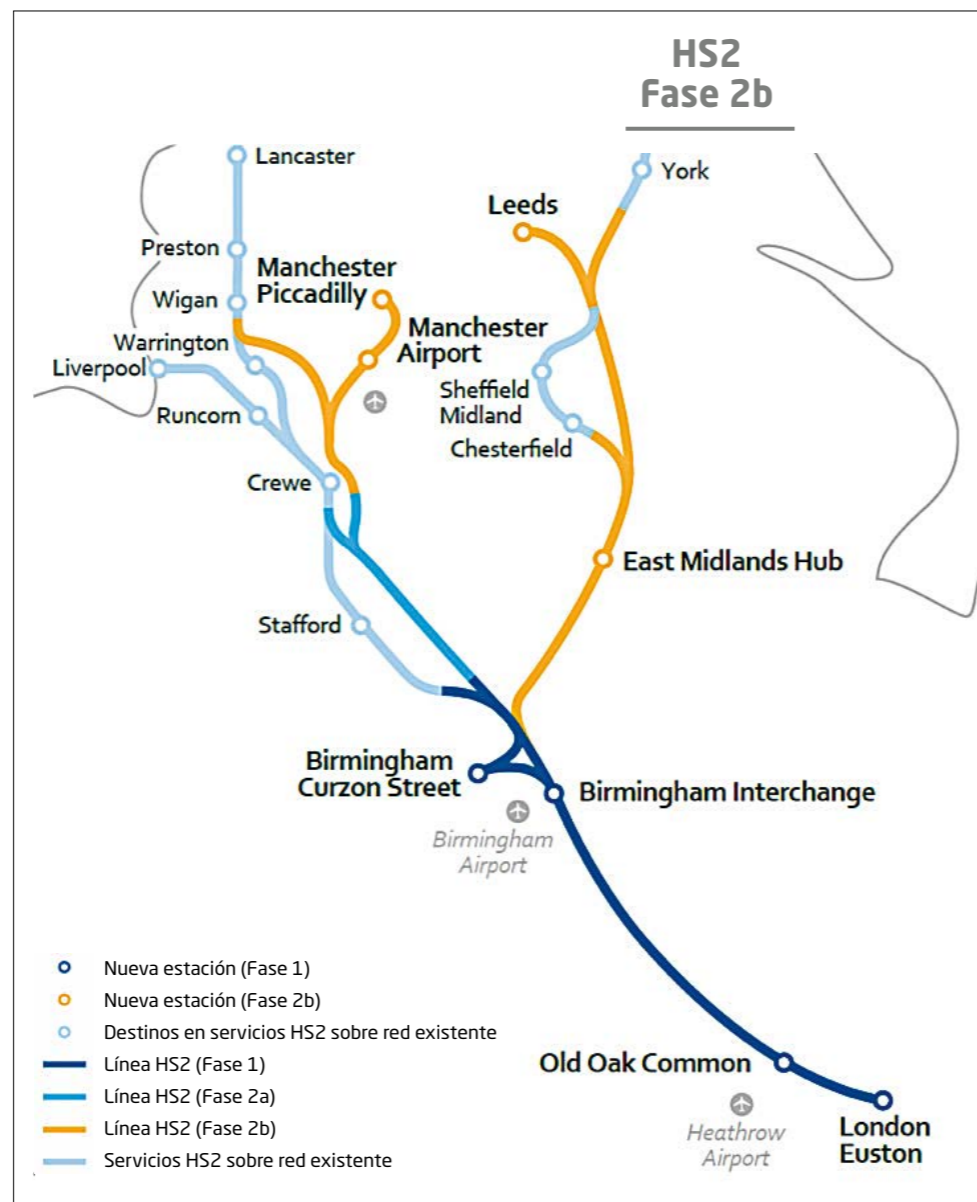 HS2
Fase 2b
Lancaster
York
Leeds
Preston
Manchester
Piccadilly
Wigan
Manchester
Airport
Warrington
Liverpool
Runcorn
Sheffield
Midland
Chesterfield
Crewe
East Midlands Hub
Stafford
Birmingham
Curzon Street
Birmingham Interchange
Birmingham
Airport
Nueva estación (Fase 1)
Nueva estación (Fase 2b)
Destinos en servicios HS2 sobre red existente
Línea HS2 (Fase 1)
Línea HS2 (Fase 2a)
Línea HS2 (Fase 2b)
Servicios HS2 sobre red existente
Old Oak Common
Heathrow
Airport
London
Euston